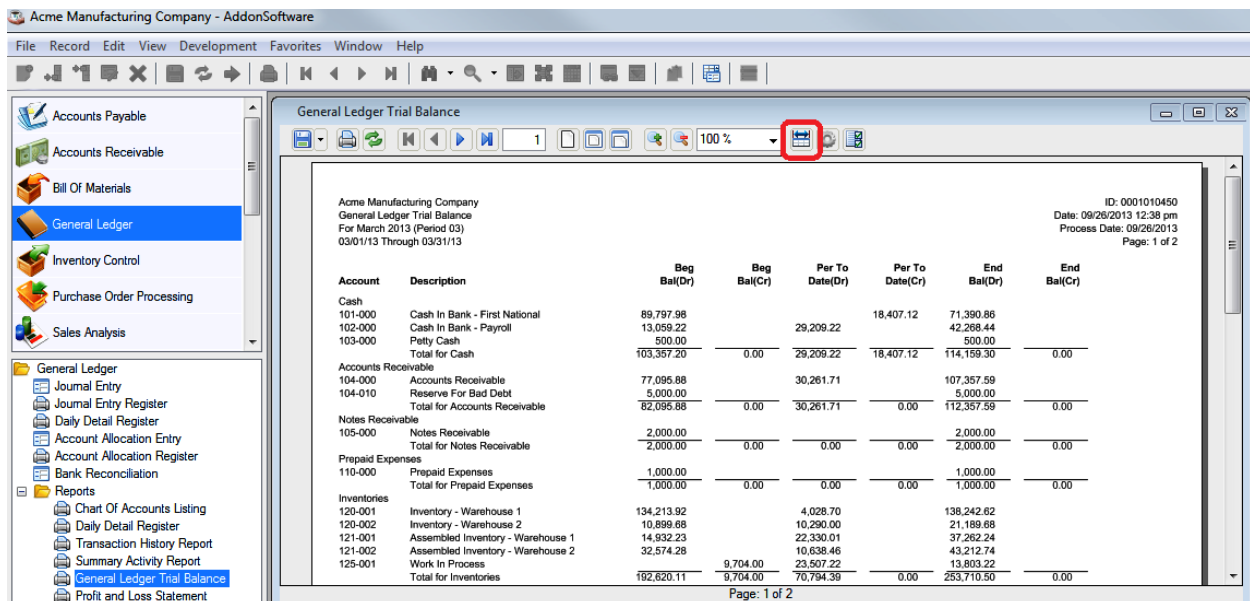 Acme Manufacturing Company - AddonSoftware
File Record Edit View Development Favorites Window Help
Accounts Payable
Accounts Receivable
Bill Of Materials
General Ledger
Inventory Control
Purchase Order Processing
Sales Analysis
General Ledger
Journal Entry
Journal Entry Register
Daily Detail Register
Account Allocation Entry
Account Allocation Register
Bank Reconciliation
Reports
Chart Of Accounts Listing
Daily Detail Register
Transaction History Report
Summary Activity Report
General Ledger Trial Balance
Profit and Loss Statement
General Ledger Trial Balance
1 100 %
Acme Manufacturing Company ID: 0001010450
General Ledger Trial Balance Date: 09/26/2013 12:38 pm
For March 2013 (Period 03) Process Date: 09/26/2013
03/01/13 Through 03/31/13 Page: 1 of 2
Beg Beg Per To Per To End End
Account Description Bal(Dr) Bal(Cr) Date(Dr) Date(Cr) Bal(Dr) Bal(Cr)
Cash
101-000 Cash In Bank - First National 89,797.98 18,407.12 71,390.86
102-000 Cash In Bank - Payroll 13,059.22 29,209.22 42,268.44
103-000 Petty Cash 500.00 500.00
Total for Cash 103,357.20 0.00 29,209.22 18,407.12 114,159.30 0.00
Accounts Receivable
104-000 Accounts Receivable 77,095.88 30,261.71 107,357.59
104-010 Reserve For Bad Debt 5,000.00 5,000.00
Total for Accounts Receivable 82,095.88 0.00 30,261.71 0.00 112,357.59 0.00
Notes Receivable
105-000 Notes Receivable 2,000.00 2,000.00
Total for Notes Receivable 2,000.00 0.00 0.00 0.00 2,000.00 0.00
Prepaid Expenses
110-000 Prepaid Expenses 1,000.00 1,000.00
Total for Prepaid Expenses 1,000.00 0.00 0.00 0.00 1,000.00 0.00
Inventories
120-001 Inventory - Warehouse 1 134,213.92 4,028.70 138,242.62
120-002 Inventory - Warehouse 2 10,899.68 10,290.00 21,189.68
121-001 Assembled Inventory - Warehouse 1 14,932.23 22,330.01 37,262.24
121-002 Assembled Inventory - Warehouse 2 32,574.28 10,638.46 43,212.74
125-001 Work In Process 9,704.00 23,507.22 13,803.22
Total for Inventories 192,620.11 9,704.00 70,794.39 0.00 253,710.50 0.00
Page: 1 of 2